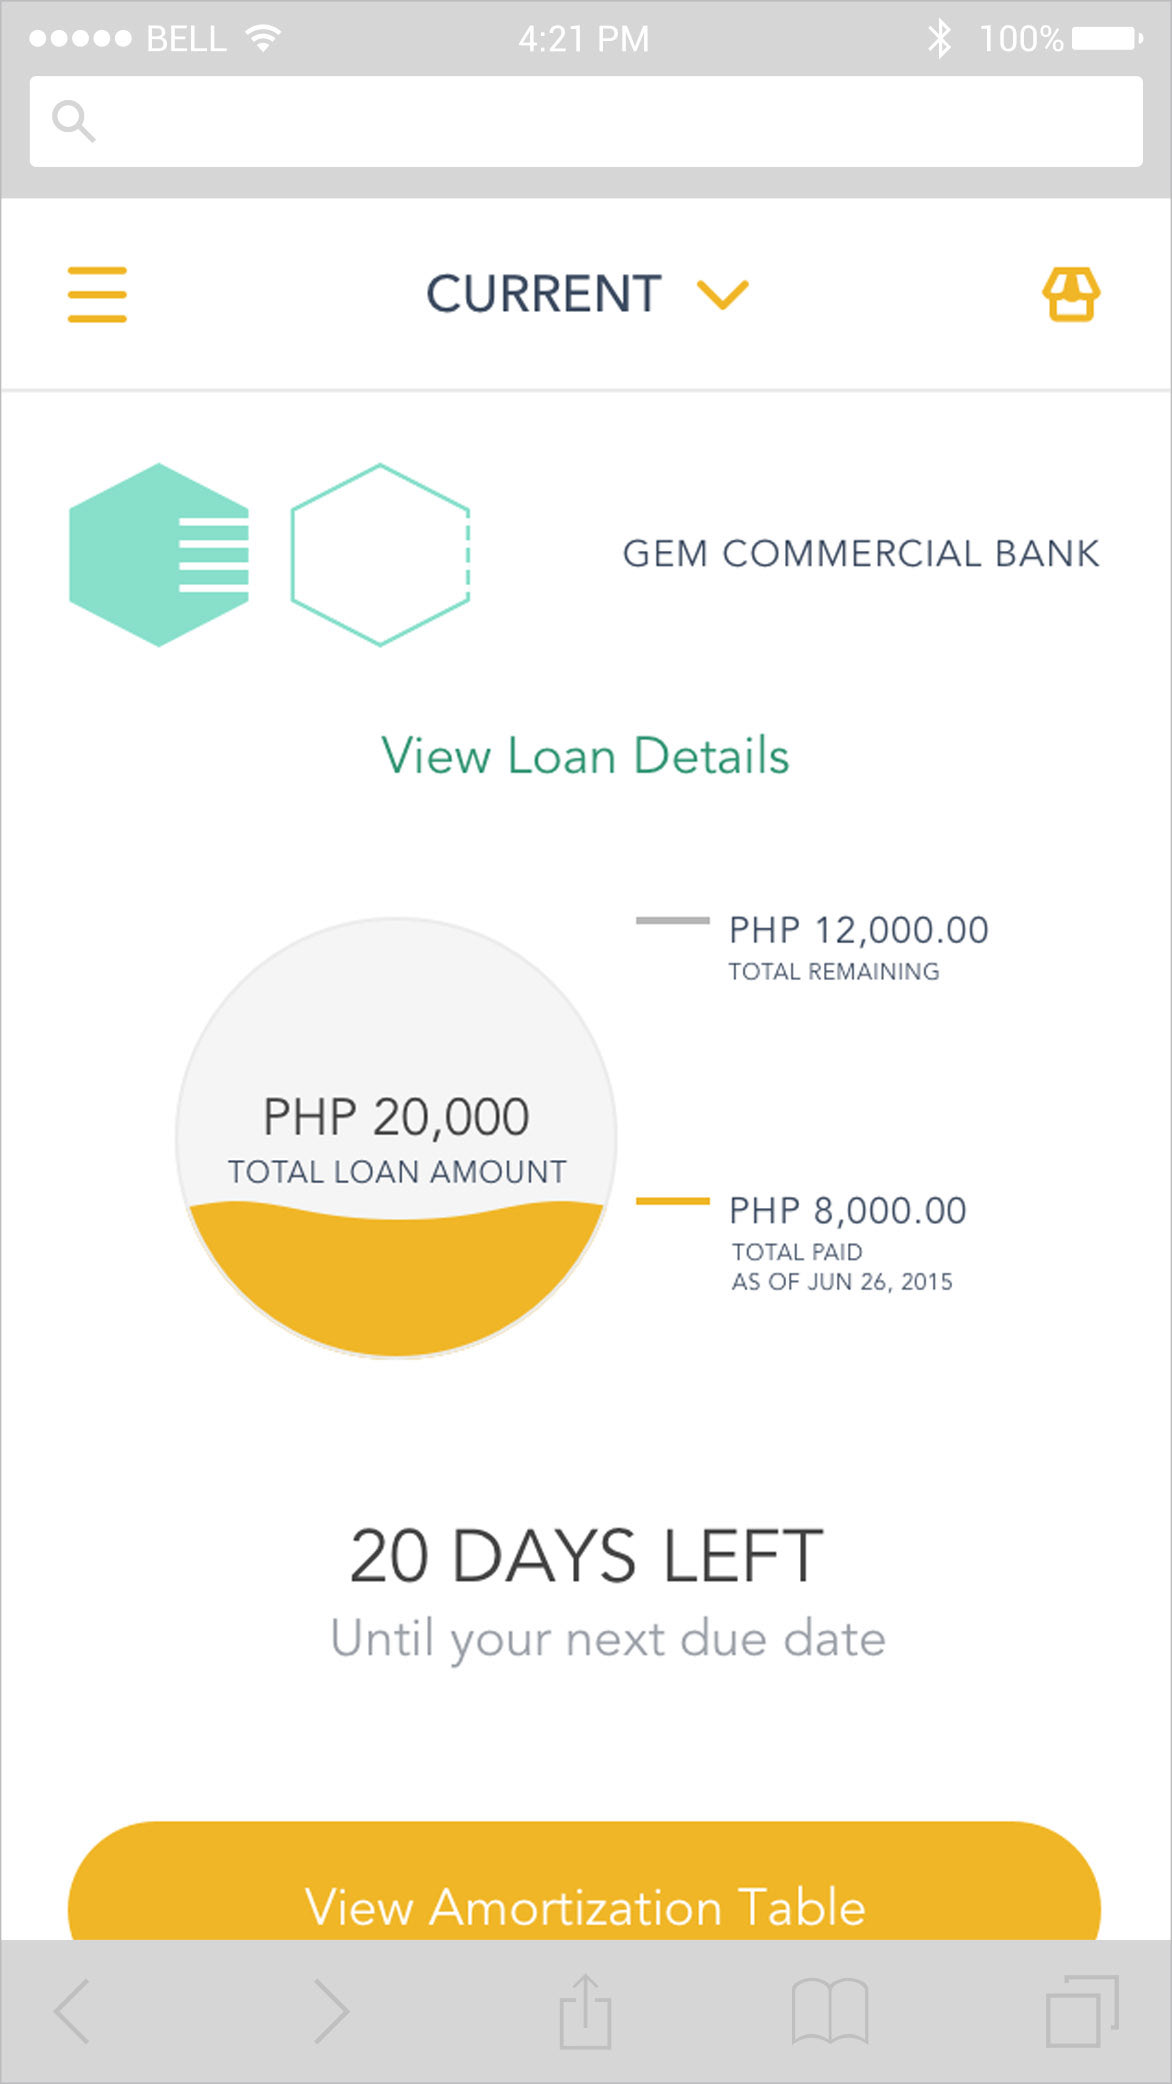 BELL 4:21 PM 100%
CURRENT
GEM COMMERCIAL BANK
View Loan Details
PHP 12,000.00
TOTAL REMAINING
PHP 20,000
TOTAL LOAN AMOUNT
PHP 8,000.00
TOTAL PAID
AS OF JUN 26, 2015
20 DAYS LEFT
Until your next due date
View Amortization Table